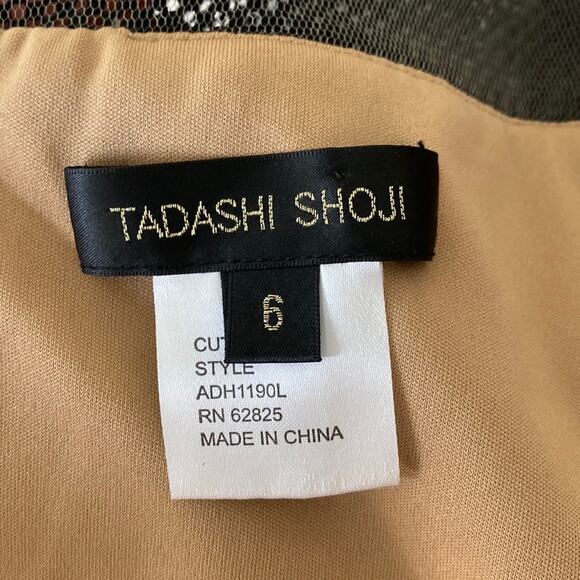 TADASHI SHOJI
6
CUT
STYLE
ADH1190L
RN 62825
MADE IN CHINA